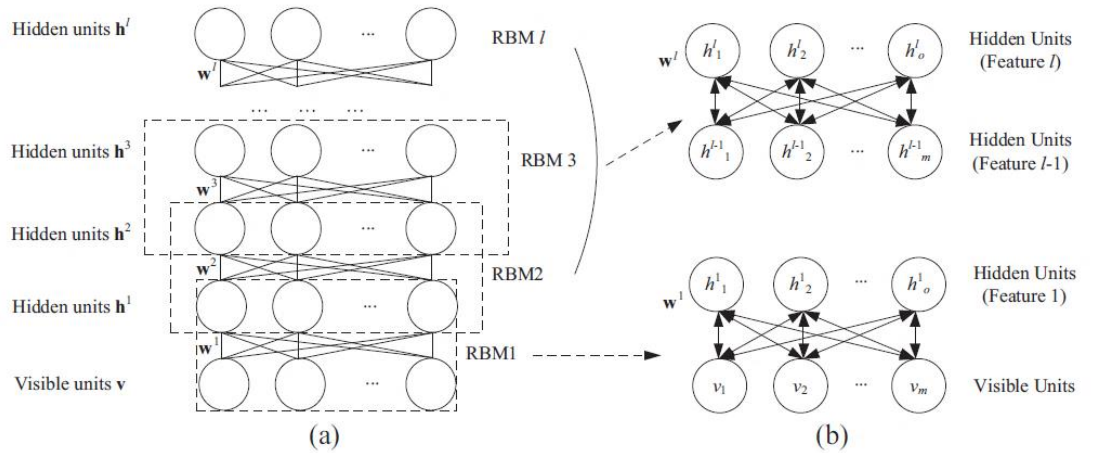 Hidden units h^l
...
RBM l
w^l
... ... ...
Hidden units h^3
...
RBM 3
w^3
Hidden units h^2
...
w^2
RBM2
Hidden units h^1
...
w^1
RBM1
Visible units v
...
(a)
h^l_1 h^l_2 ... h^l_o
Hidden Units
(Feature l)
w^l
h^{l-1}_1 h^{l-1}_2 ... h^{l-1}_m
Hidden Units
(Feature l-1)
h^1_1 h^1_2 ... h^1_o
Hidden Units
(Feature 1)
w^1
v_1 v_2 ... v_m
Visible Units
(b)